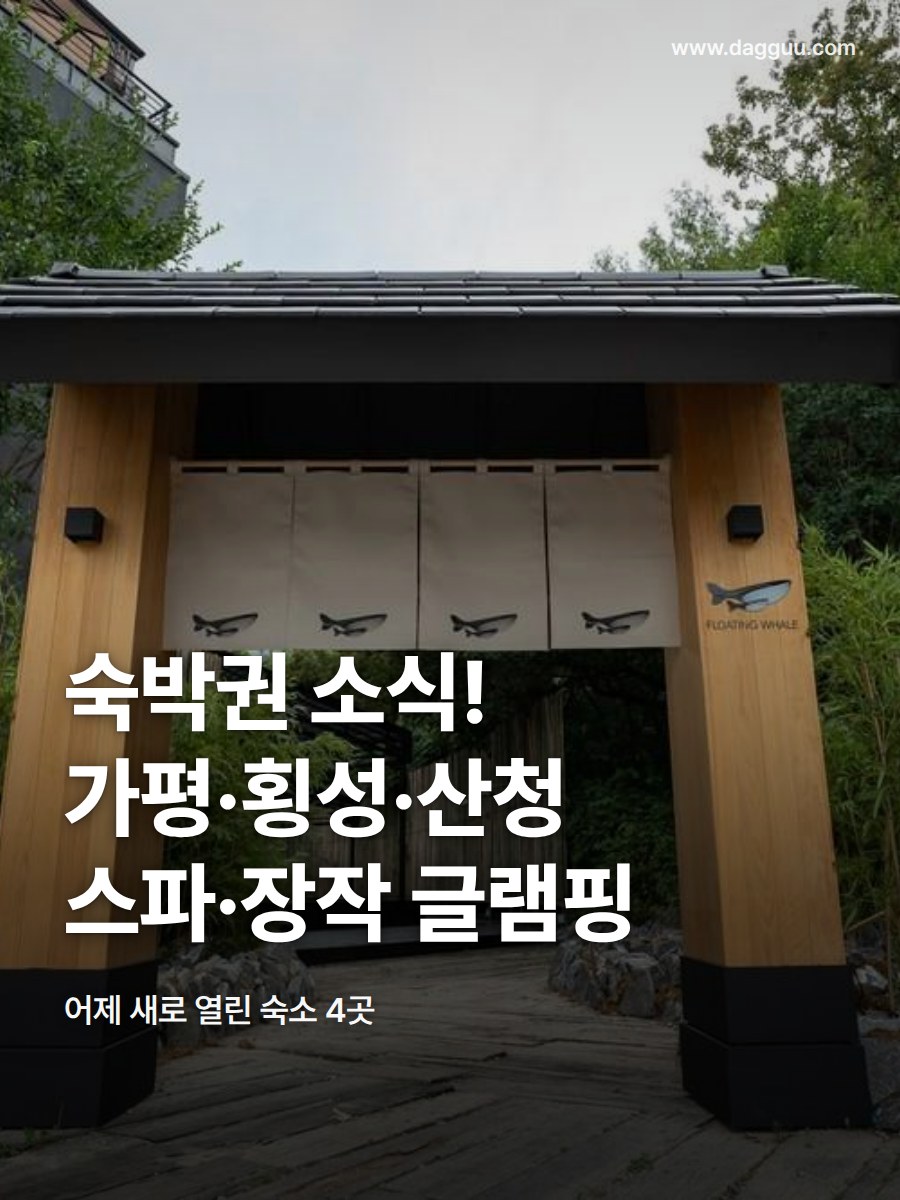 www.dagguu.com
FLOATING WHALE
숙박권 소식!
가평·횡성·산청
스파·장작 글램핑
어제 새로 열린 숙소 4곳